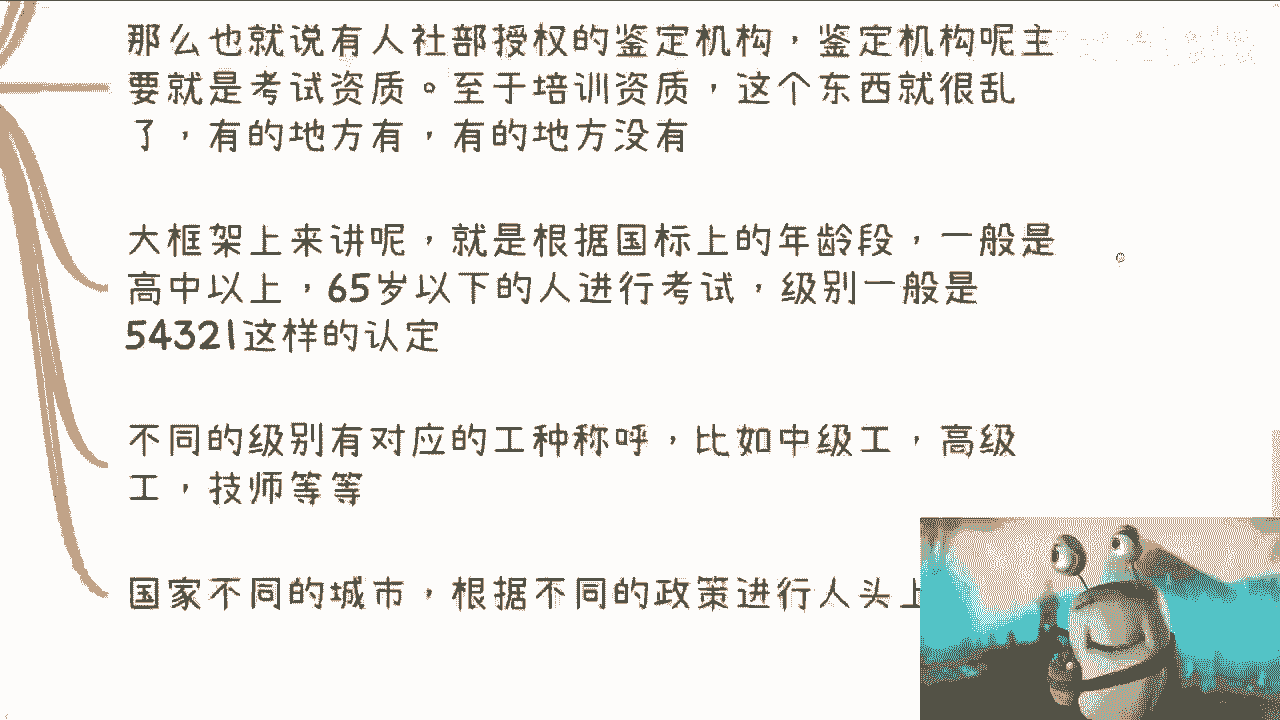 那么也就说有人社部授权的鉴定机构，鉴定机构呢主
要就是考试资质。至于培训资质，这个东西就很乱
了，有的地方有，有的地方没有
大框架上来讲呢，就是根据国标上的年龄段，一般是
高中以上，65岁以下的人进行考试，级别一般是
54321这样的认定
不同的级别有对应的工种称呼，比如中级工，高级
工，技师等等
国家不同的城市，根据不同的政策进行人头上